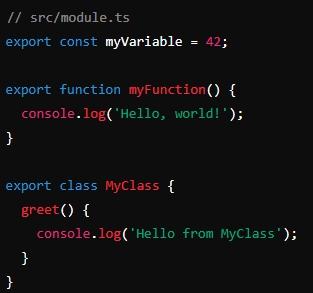 // src/module.ts
export const myVariable = 42;

export function myFunction() {
  console.log('Hello, world!');
}

export class MyClass {
  greet() {
    console.log('Hello from MyClass');
  }
}